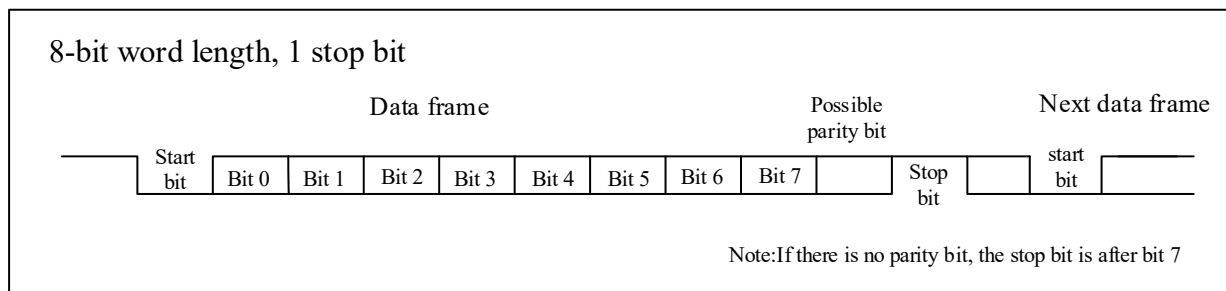 8-bit word length, 1 stop bit
Data frame
Possible
parity bit
Next data frame
Start
bit
Bit 0
Bit 1
Bit 2
Bit 3
Bit 4
Bit 5
Bit 6
Bit 7
Stop
bit
start
bit
Note:If there is no parity bit, the stop bit is after bit 7